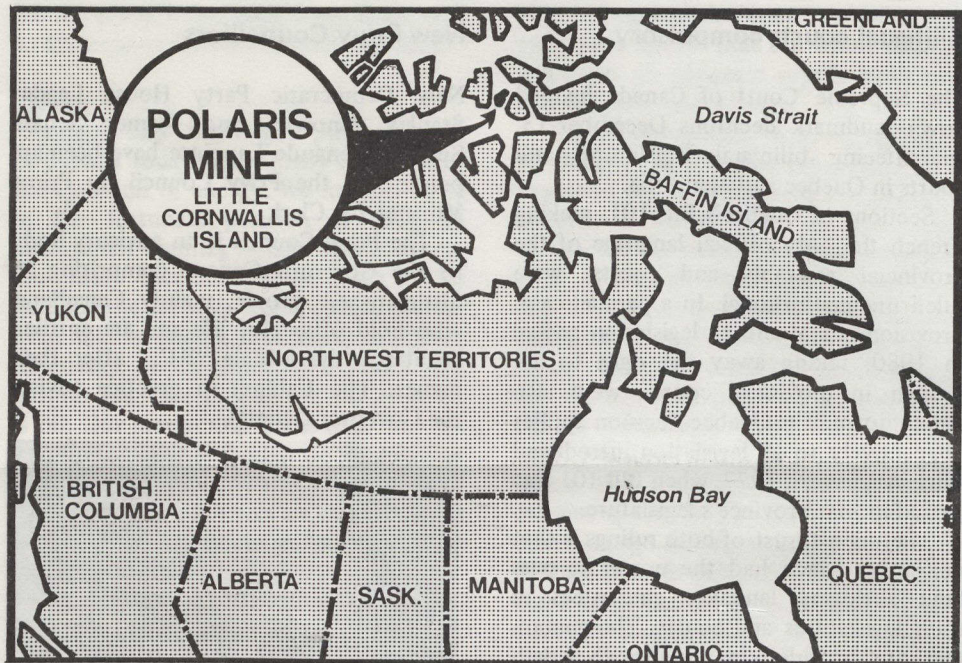 GREENLAND
ALASKA
POLARIS
MINE
LITTLE
CORNWALLIS
ISLAND
Davis Strait
BAFFIN ISLAND
YUKON
NORTHWEST TERRITORIES
BRITISH
COLUMBIA
Hudson Bay
ALBERTA
SASK.
MANITOBA
QUEBEC
ONTARIO